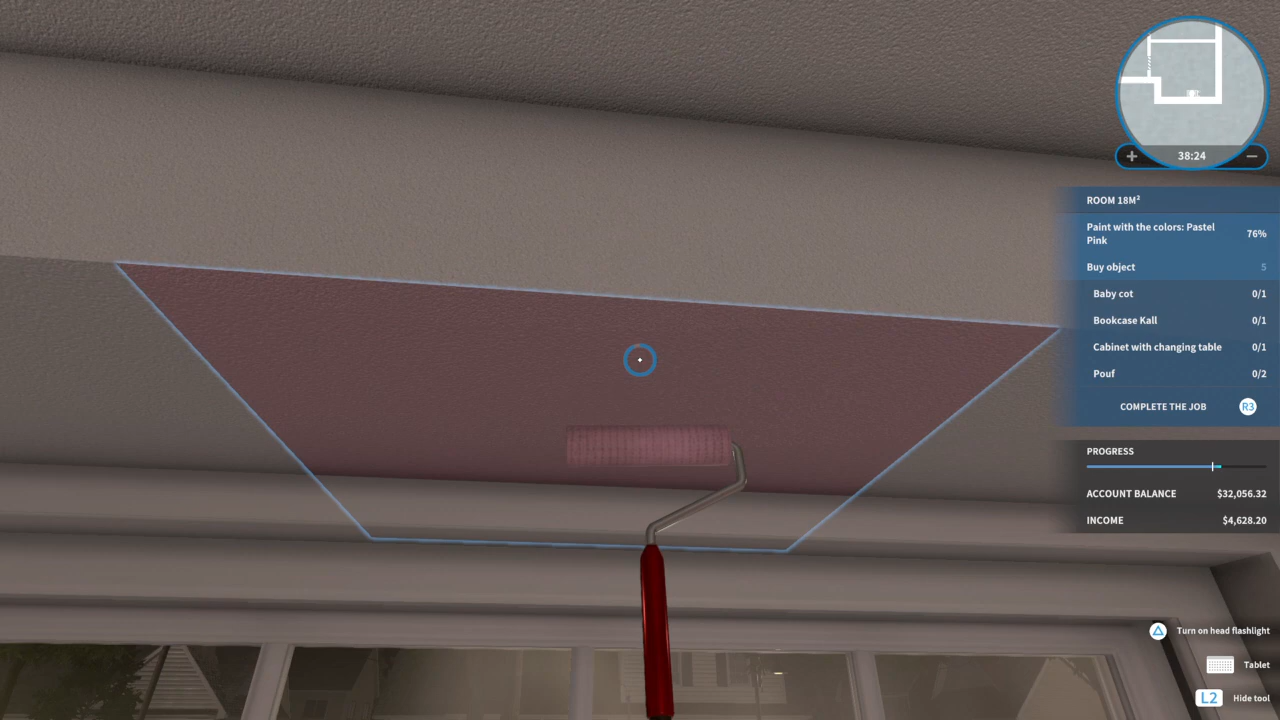 38:24
ROOM 18M²
Paint with the colors: Pastel
Pink
76%
Buy object 5
Baby cot 0/1
Bookcase Kall 0/1
Cabinet with changing table 0/1
Pouf 0/2
COMPLETE THE JOB R3
PROGRESS
ACCOUNT BALANCE $32,056.32
INCOME $4,628.20
Turn on head flashlight
Tablet
L2 Hide tool